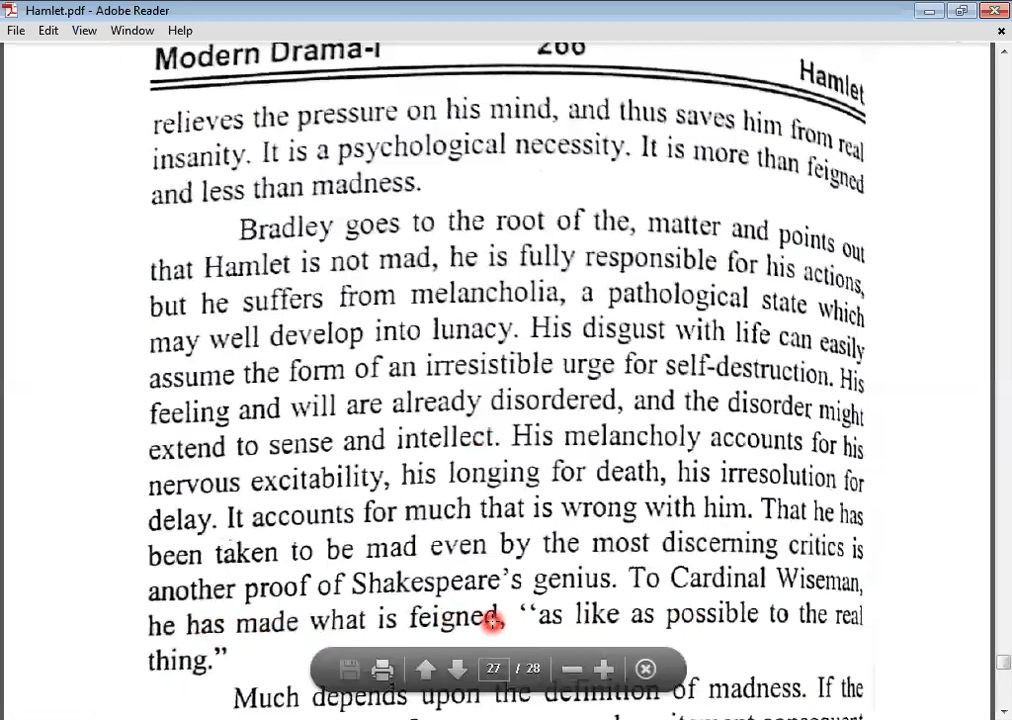 Hamlet.pdf - Adobe Reader
File Edit View Window Help
Modern Drama-I 266 Hamlet
relieves the pressure on his mind, and thus saves him from real
insanity. It is a psychological necessity. It is more than feigned
and less than madness.
Bradley goes to the root of the, matter and points out
that Hamlet is not mad, he is fully responsible for his actions,
but he suffers from melancholia, a pathological state which
may well develop into lunacy. His disgust with life can easily
assume the form of an irresistible urge for self-destruction. His
feeling and will are already disordered, and the disorder might
extend to sense and intellect. His melancholy accounts for his
nervous excitability, his longing for death, his irresolution for
delay. It accounts for much that is wrong with him. That he has
been taken to be mad even by the most discerning critics is
another proof of Shakespeare's genius. To Cardinal Wiseman,
he has made what is feigned, ‘‘as like as possible to the real
thing.”
27 / 28
Much depends upon the definition of madness. If the